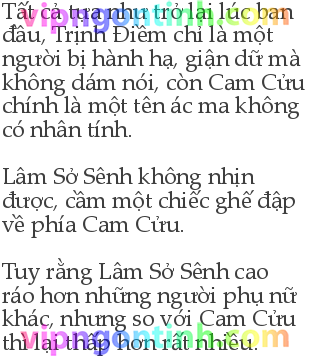 Tất cả tựa như trở lại lúc ban
đầu, Trịnh Điềm chỉ là một
người bị hành hạ, giận dữ mà
không dám nói, còn Cam Cửu
chính là một tên ác ma không
có nhân tính.

Lâm Sở Sênh không nhịn
được, cầm một chiếc ghế đập
về phía Cam Cửu.

Tuy rằng Lâm Sở Sênh cao
ráo hơn những người phụ nữ
khác, nhưng so với Cam Cửu
thì lại thấp hơn rất nhiều.
vipngontinh.com
vipngontinh.com